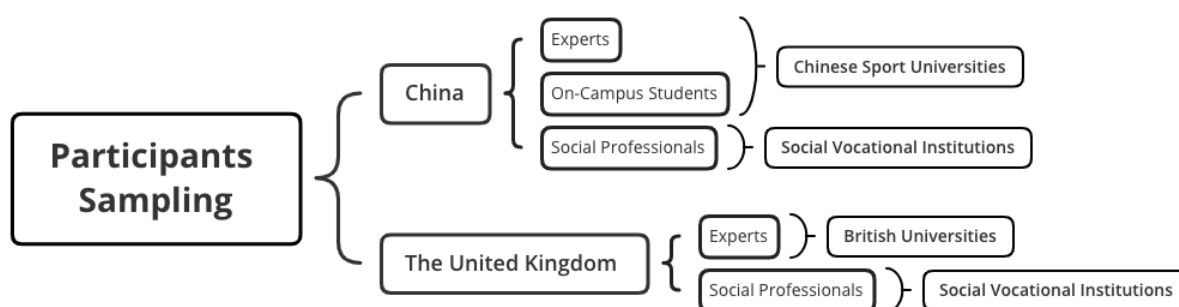 Participants
Sampling
China
Experts
On-Campus Students
Chinese Sport Universities
Social Professionals
Social Vocational Institutions
The United Kingdom
Experts
British Universities
Social Professionals
Social Vocational Institutions